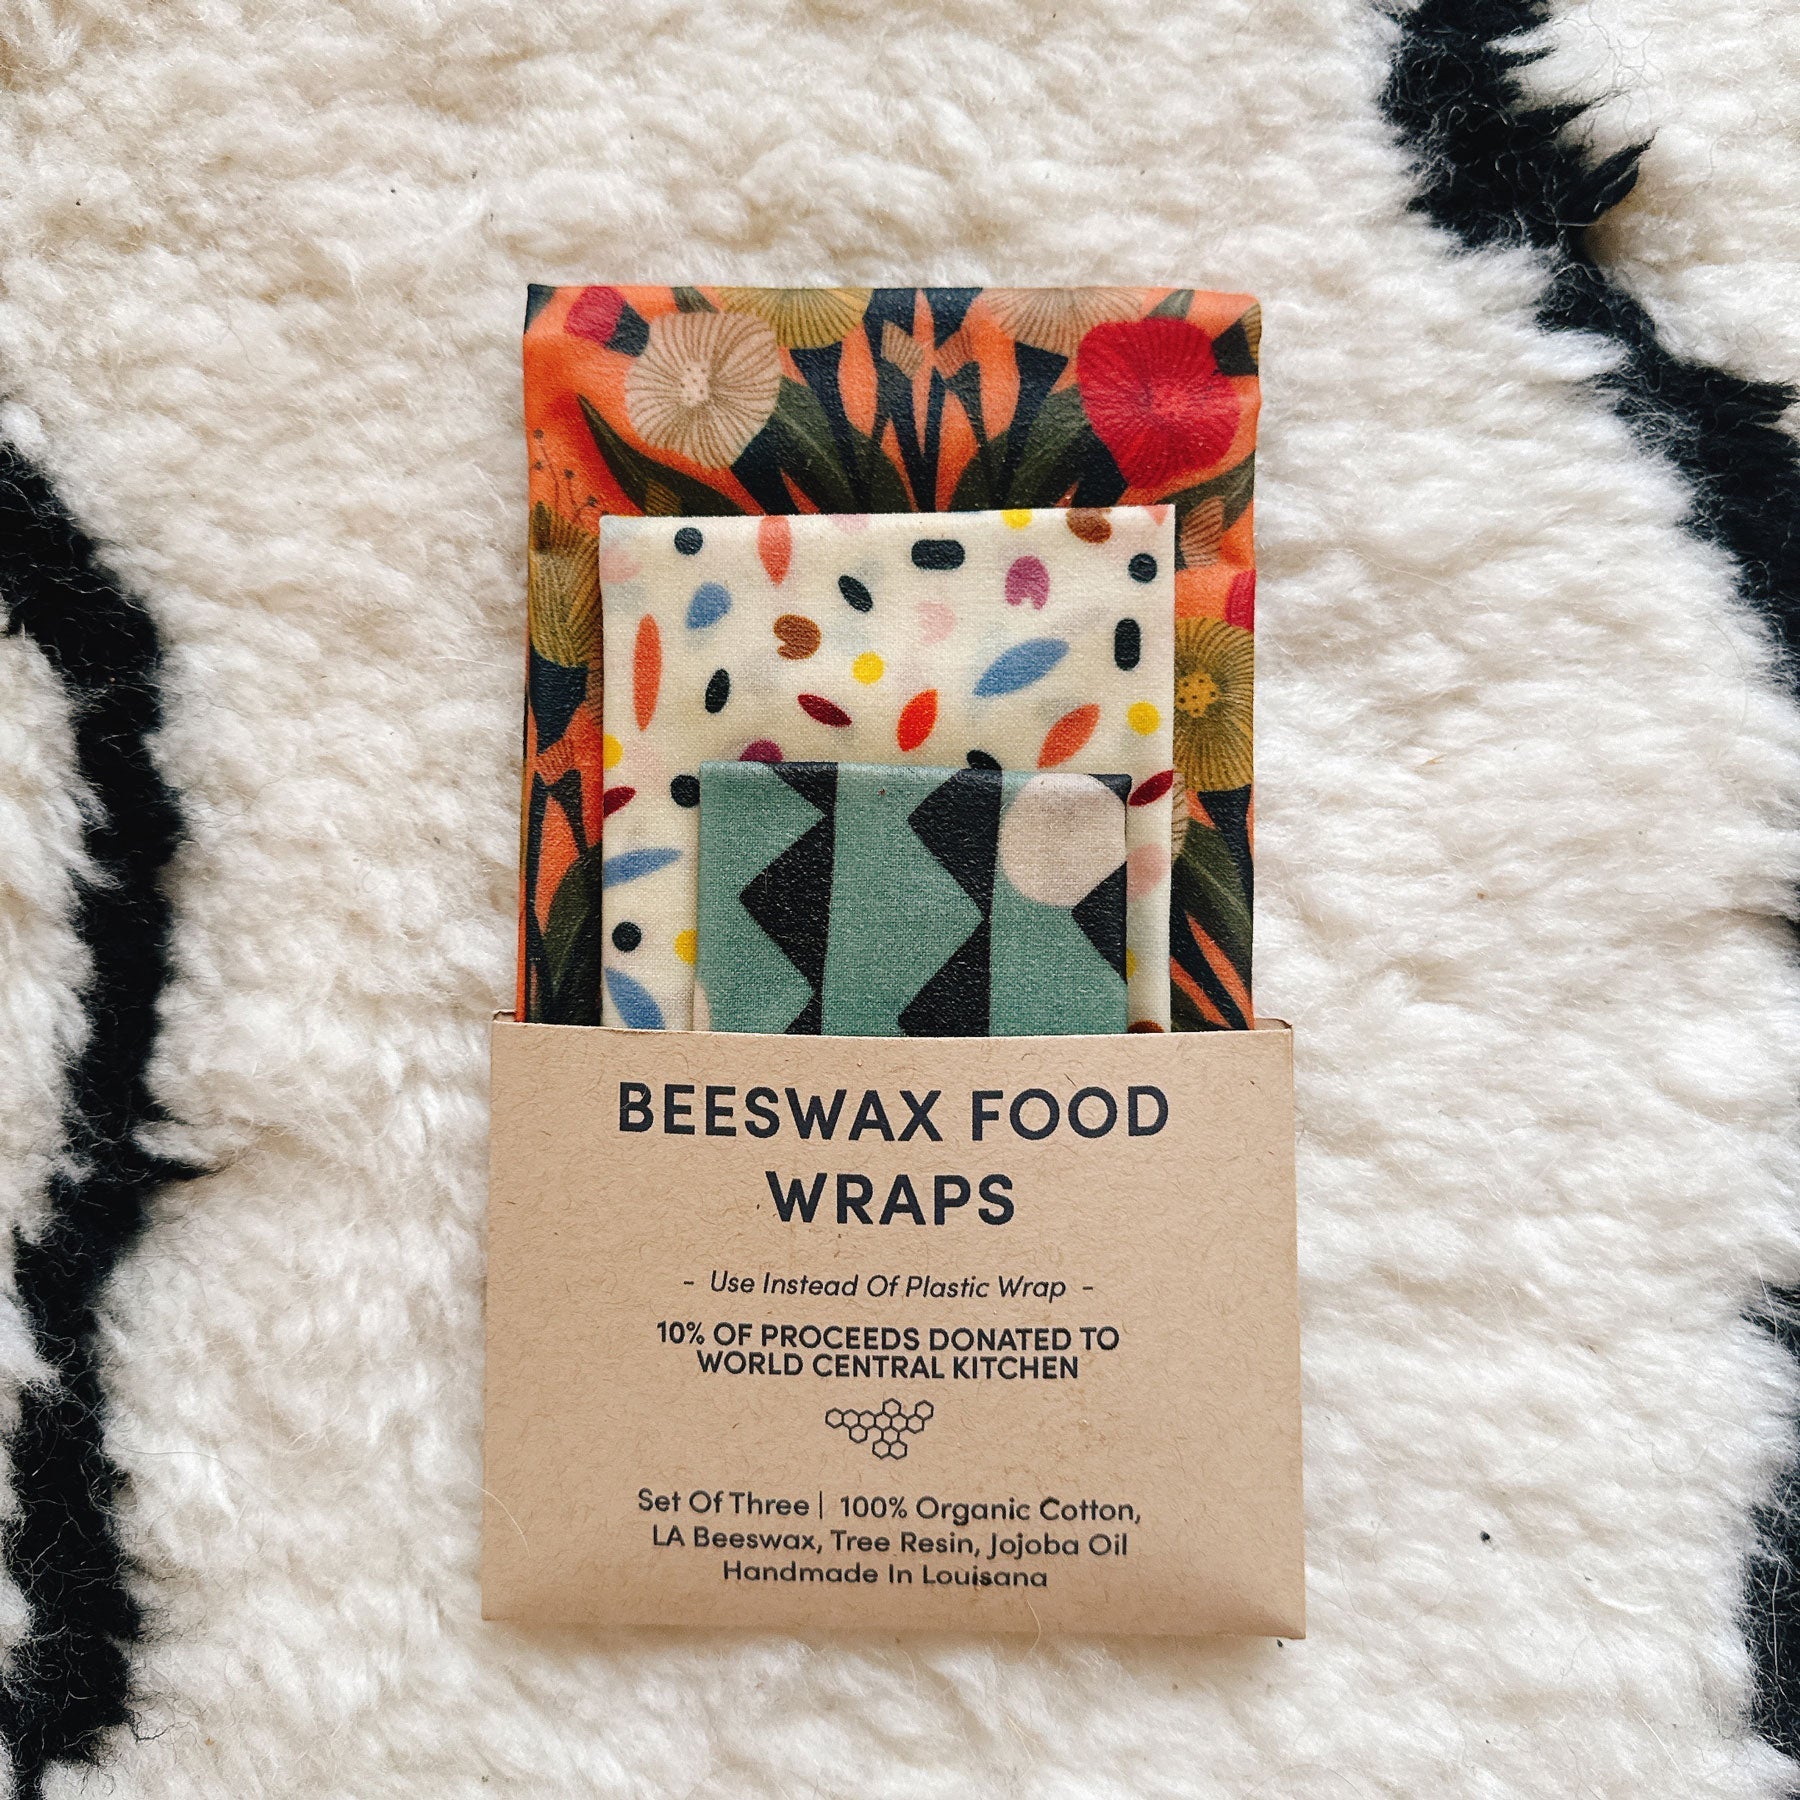 BEESWAX FOOD
WRAPS
- Use Instead Of Plastic Wrap -
10% OF PROCEEDS DONATED TO
WORLD CENTRAL KITCHEN
Set Of Three | 100% Organic Cotton,
LA Beeswax, Tree Resin, Jojoba Oil
Handmade In Louisana